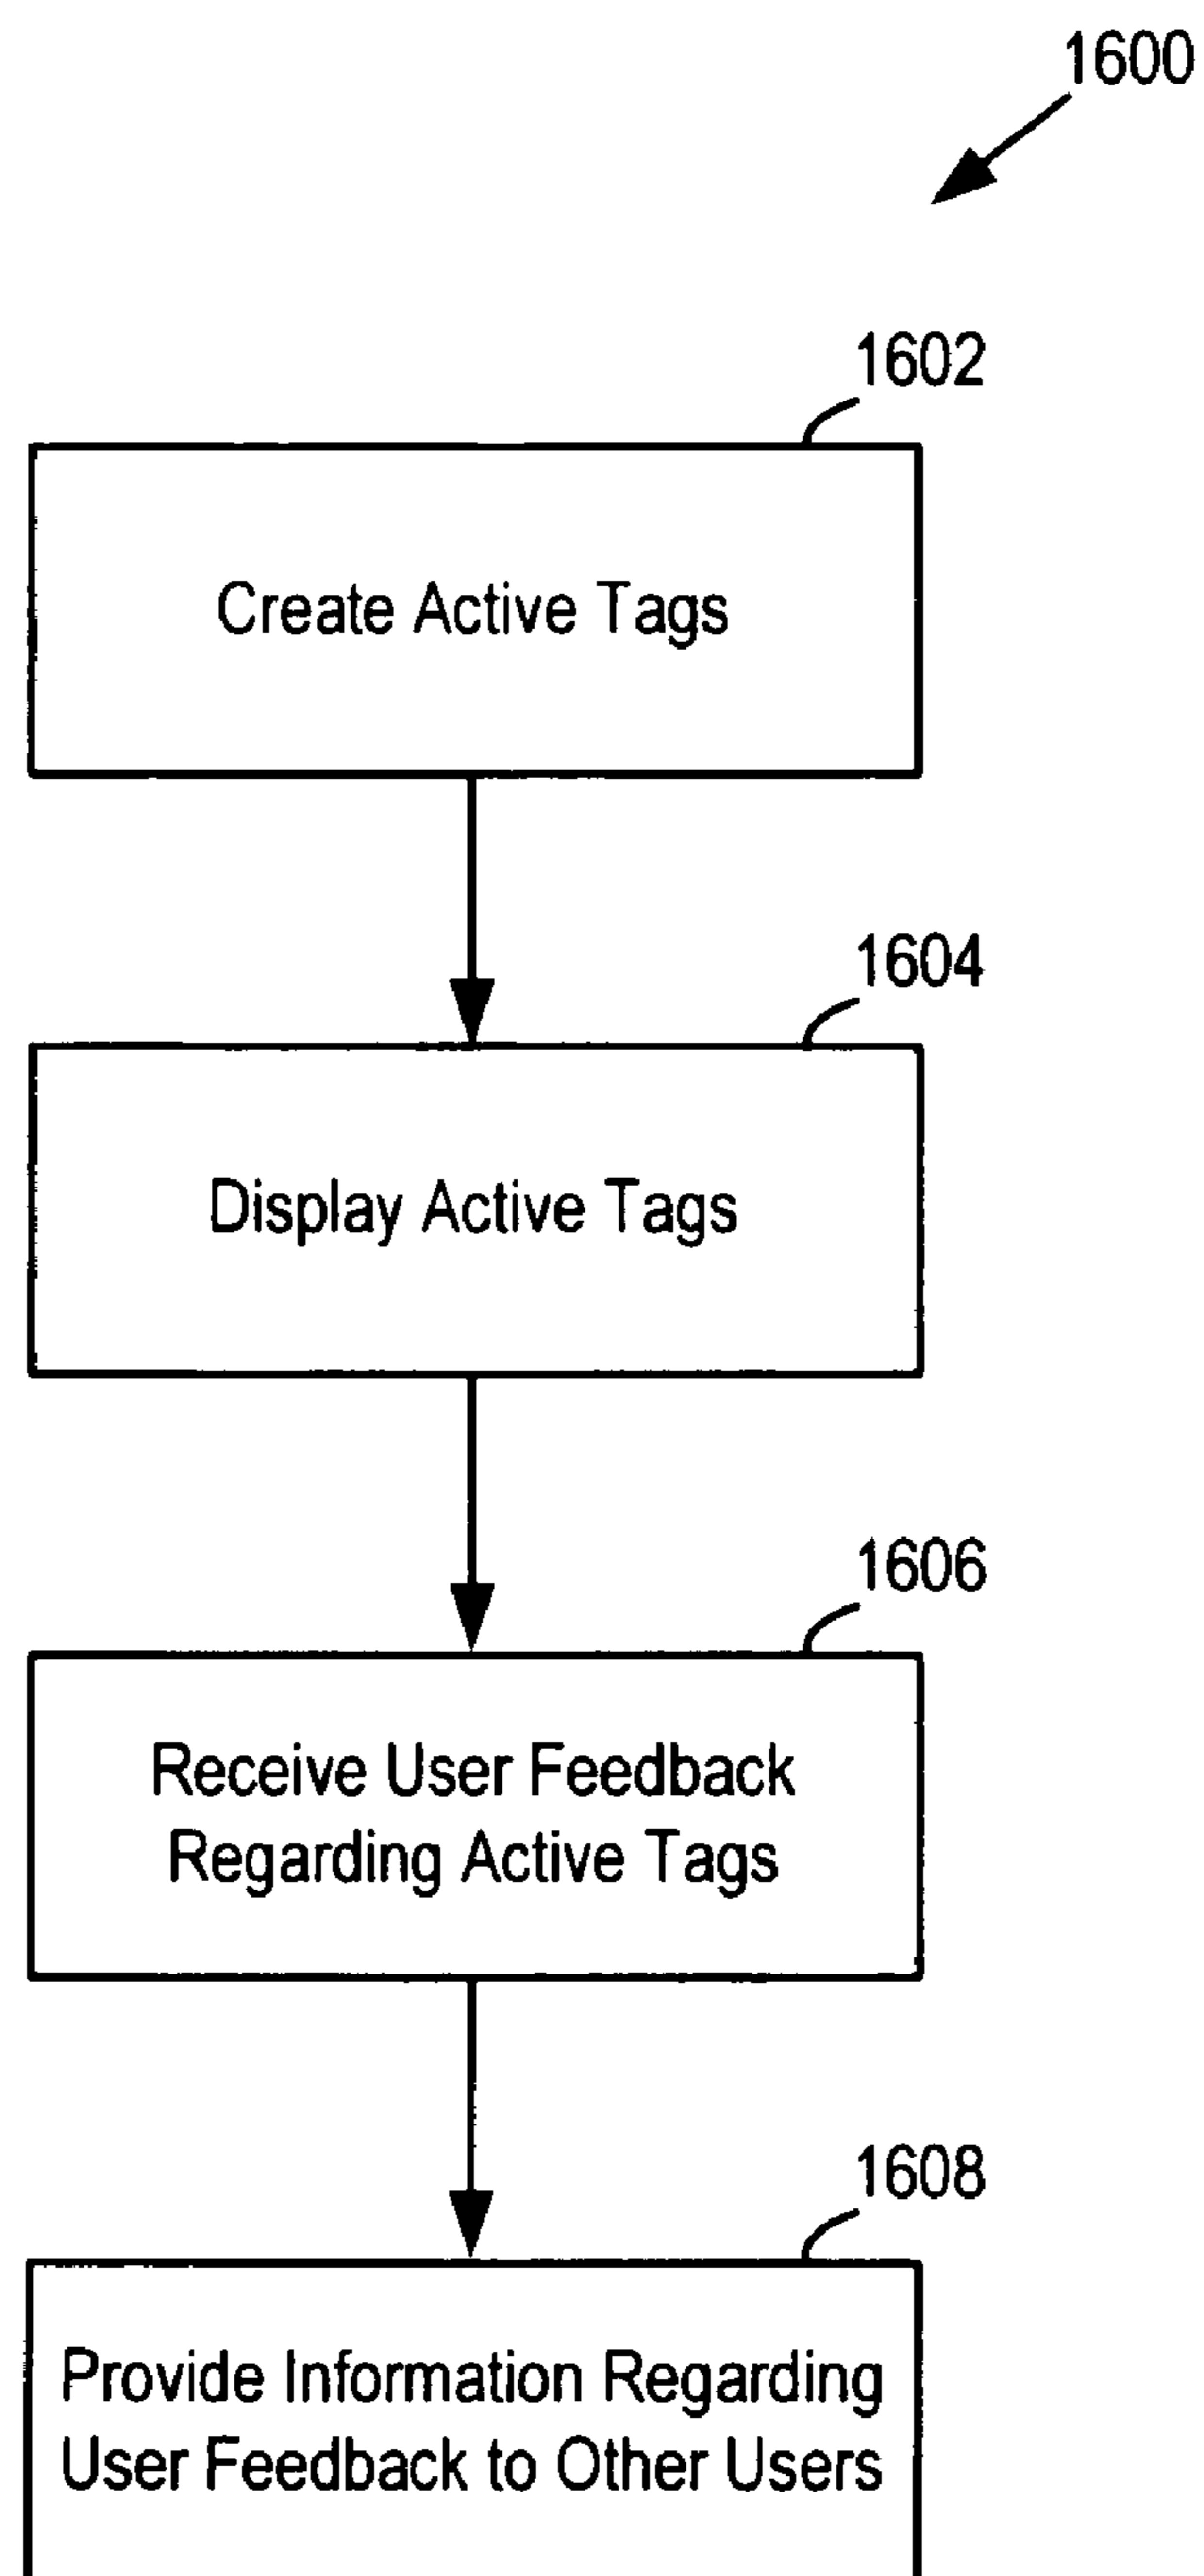 1600
1602
Create Active Tags
1604
Display Active Tags
1606
Receive User Feedback
Regarding Active Tags
1608
Provide Information Regarding
User Feedback to Other Users